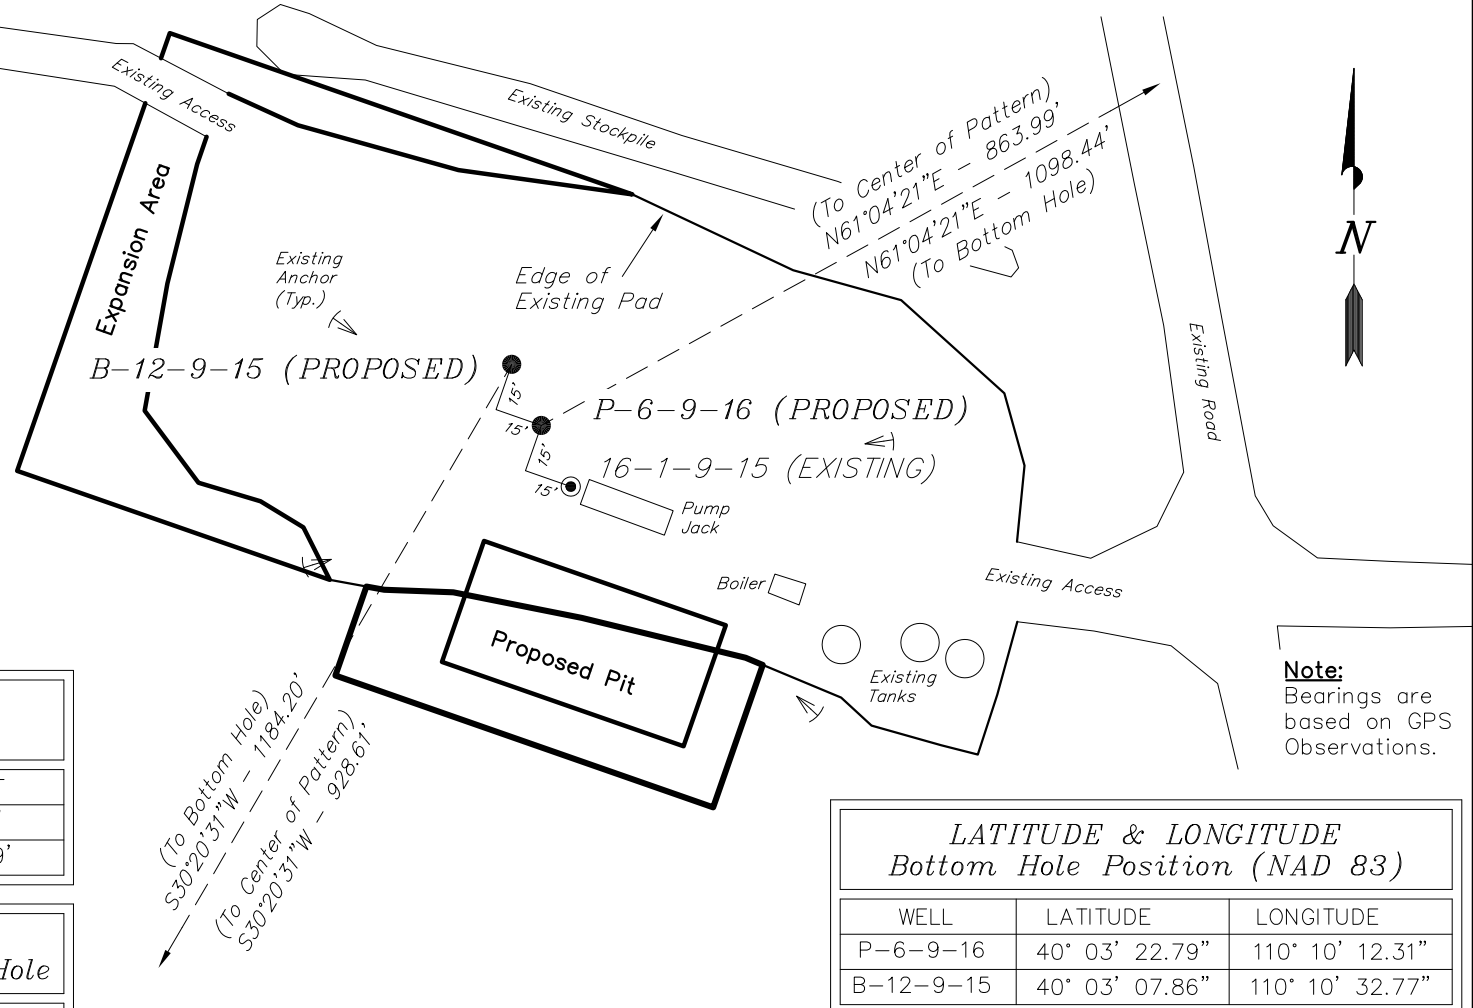 Existing Access
Existing Stockpile
(To Center of Pattern)
N61°04'21"E - 863.99'
N61°04'21"E - 1098.44'
(To Bottom Hole)
N
Expansion Area
Existing
Anchor
(Typ.)
Edge of
Existing Pad
Existing Road
B-12-9-15 (PROPOSED)
15'
15'
P-6-9-16 (PROPOSED)
15'
15'
16-1-9-15 (EXISTING)
Pump
Jack
Boiler
Existing Access
Proposed Pit
Existing
Tanks
Note:
Bearings are
based on GPS
Observations.
(To Bottom Hole)
S30°20'31"W - 1184.20'
(To Center of Pattern)
S30°20'31"W - 928.61'
Hole
LATITUDE & LONGITUDE
Bottom Hole Position (NAD 83)
WELL LATITUDE LONGITUDE
P-6-9-16 40° 03' 22.79" 110° 10' 12.31"
B-12-9-15 40° 03' 07.86" 110° 10' 32.77"